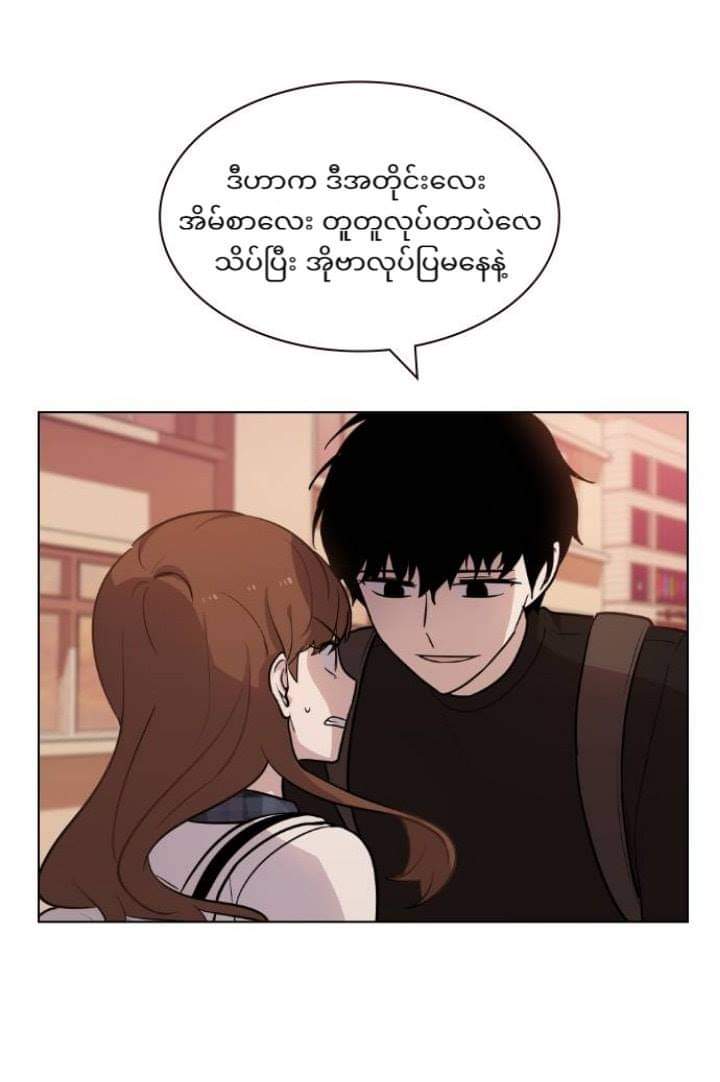 ဒီဟာက ဒီအတိုင်းလေး
အိမ်စာလေး တူတူလုပ်တာပဲလေ
သိပ်ပြီး အိုဗာလုပ်ပြမနေနဲ့